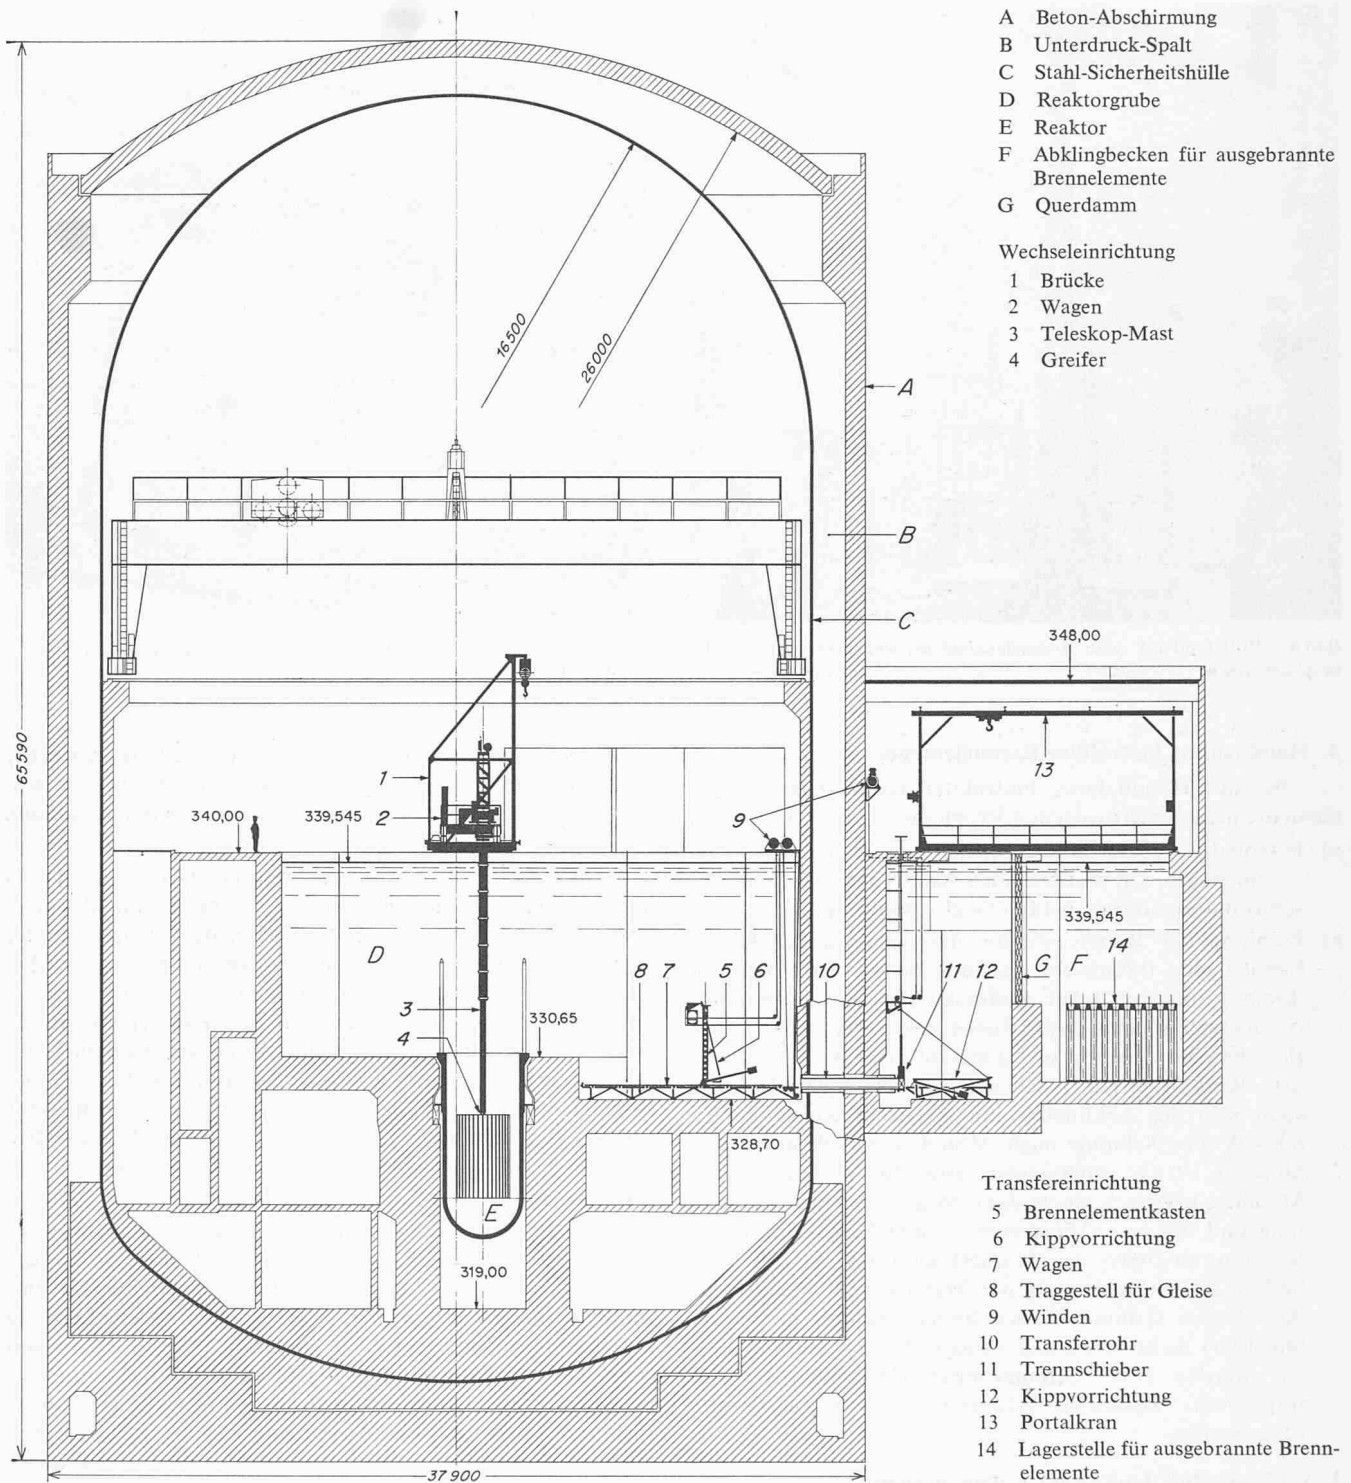 A Beton-Abschirmung
B Unterdruck-Spalt
C Stahl-Sicherheitshülle
D Reaktorgrube
E Reaktor
F Abklingbecken für ausgebrannte
Brennelemente
G Querdamm
Wechseleinrichtung
1 Brücke
2 Wagen
3 Teleskop-Mast
4 Greifer
16500
26000
A
B
C
348,00
65590
1
2
13
9
340,00
339,545
339,545
D
8
7
5
6
10
11
12
G
F
14
3
4
330,65
328,70
E
319,00
37900
Transfereinrichtung
5 Brennelementkasten
6 Kippvorrichtung
7 Wagen
8 Traggestell für Gleise
9 Winden
10 Transferrohr
11 Trennschieber
12 Kippvorrichtung
13 Portalkran
14 Lagerstelle für ausgebrannte Brenn-
elemente